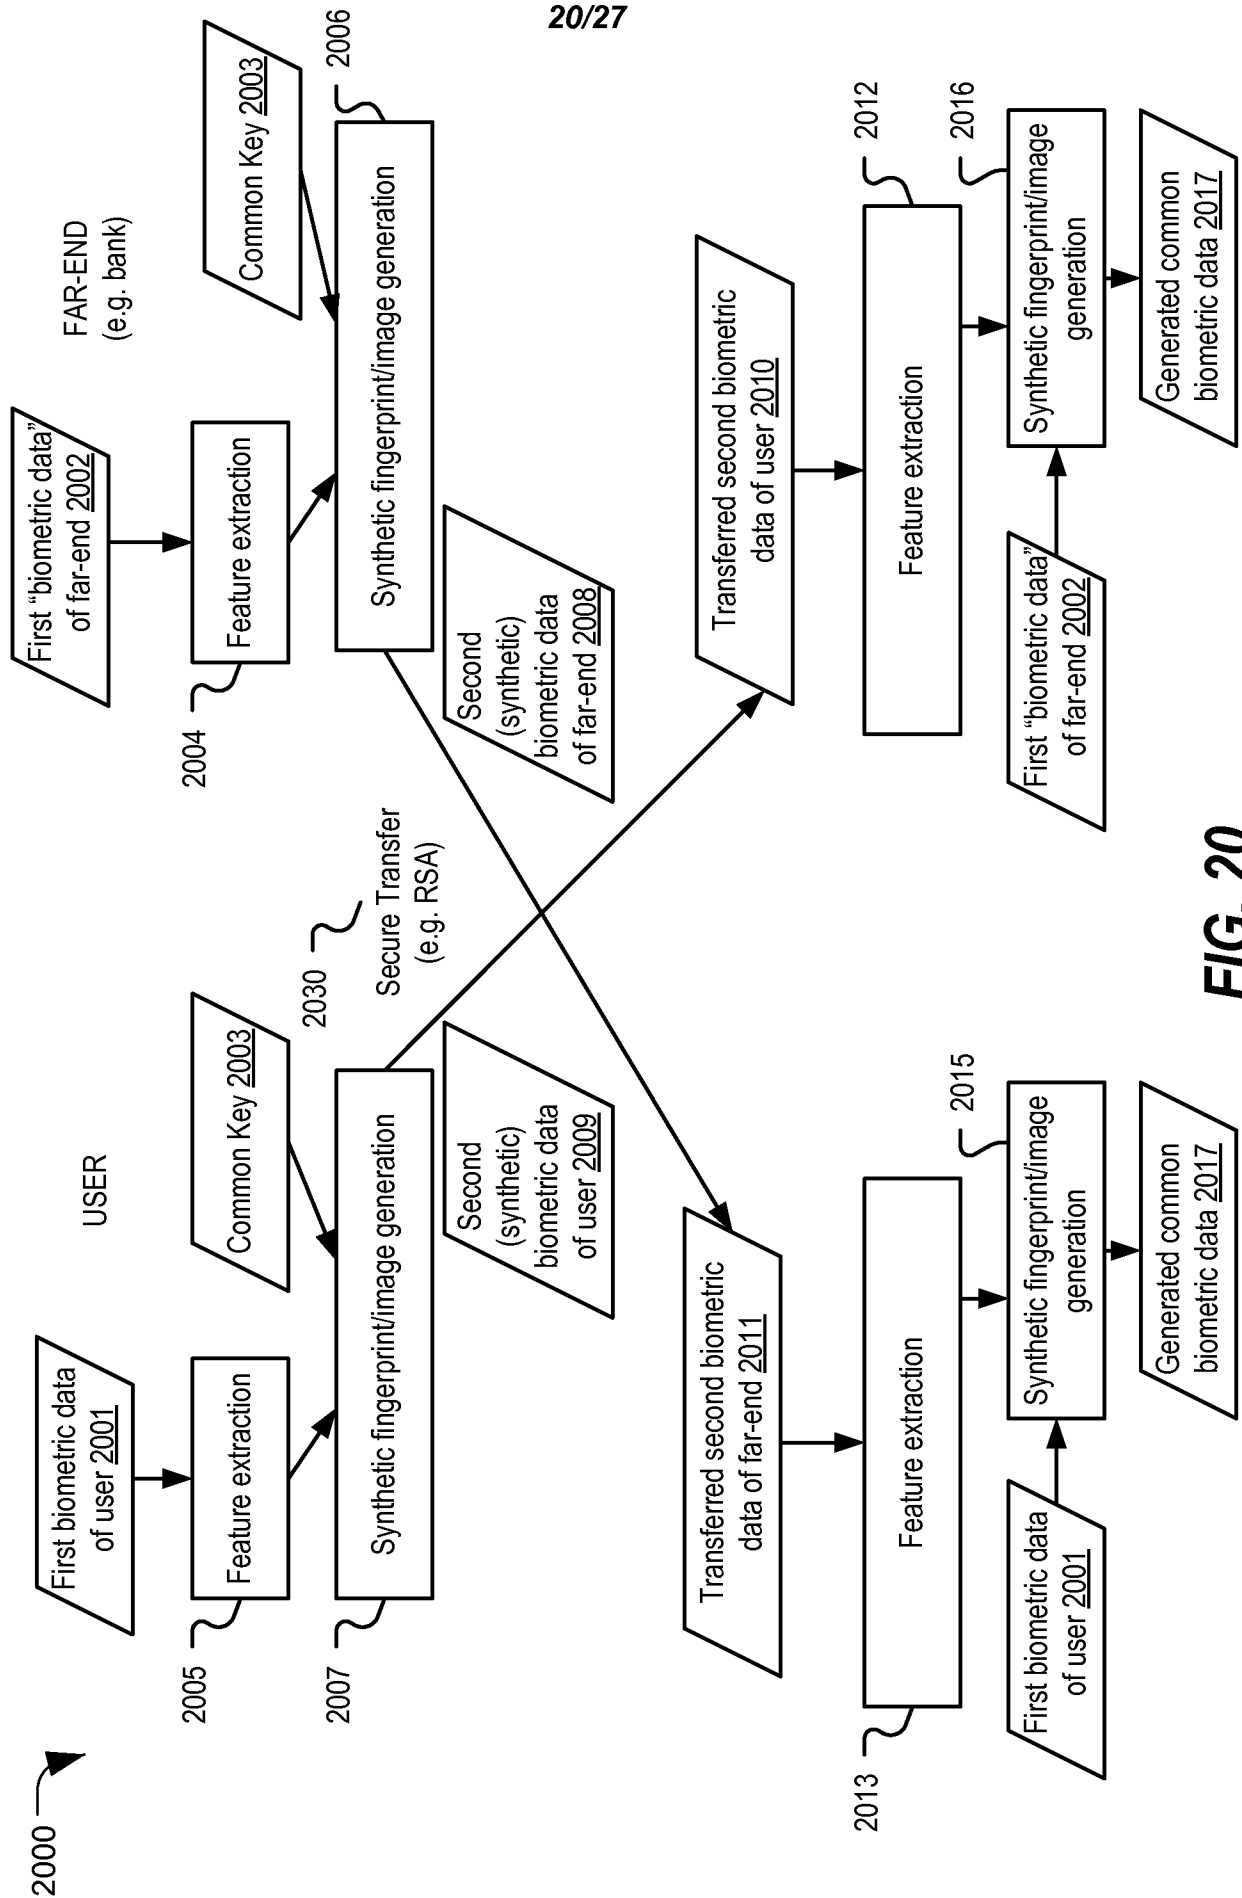 20/27
2000
USER
FAR-END
(e.g. bank)
First biometric data
of user 2001
First “biometric data”
of far-end 2002
2005
Feature extraction
Common Key 2003
2004
Feature extraction
Common Key 2003
2007
Synthetic fingerprint/image generation
2030
Secure Transfer
(e.g. RSA)
Synthetic fingerprint/image generation
2006
Second
(synthetic)
biometric data
of user 2009
Second
(synthetic)
biometric data
of far-end 2008
Transferred second biometric
data of far-end 2011
Transferred second biometric
data of user 2010
2013
Feature extraction
Feature extraction
2012
First biometric data
of user 2001
Synthetic fingerprint/image
generation
2015
First “biometric data”
of far-end 2002
Synthetic fingerprint/image
generation
2016
Generated common
biometric data 2017
Generated common
biometric data 2017
FIG. 20